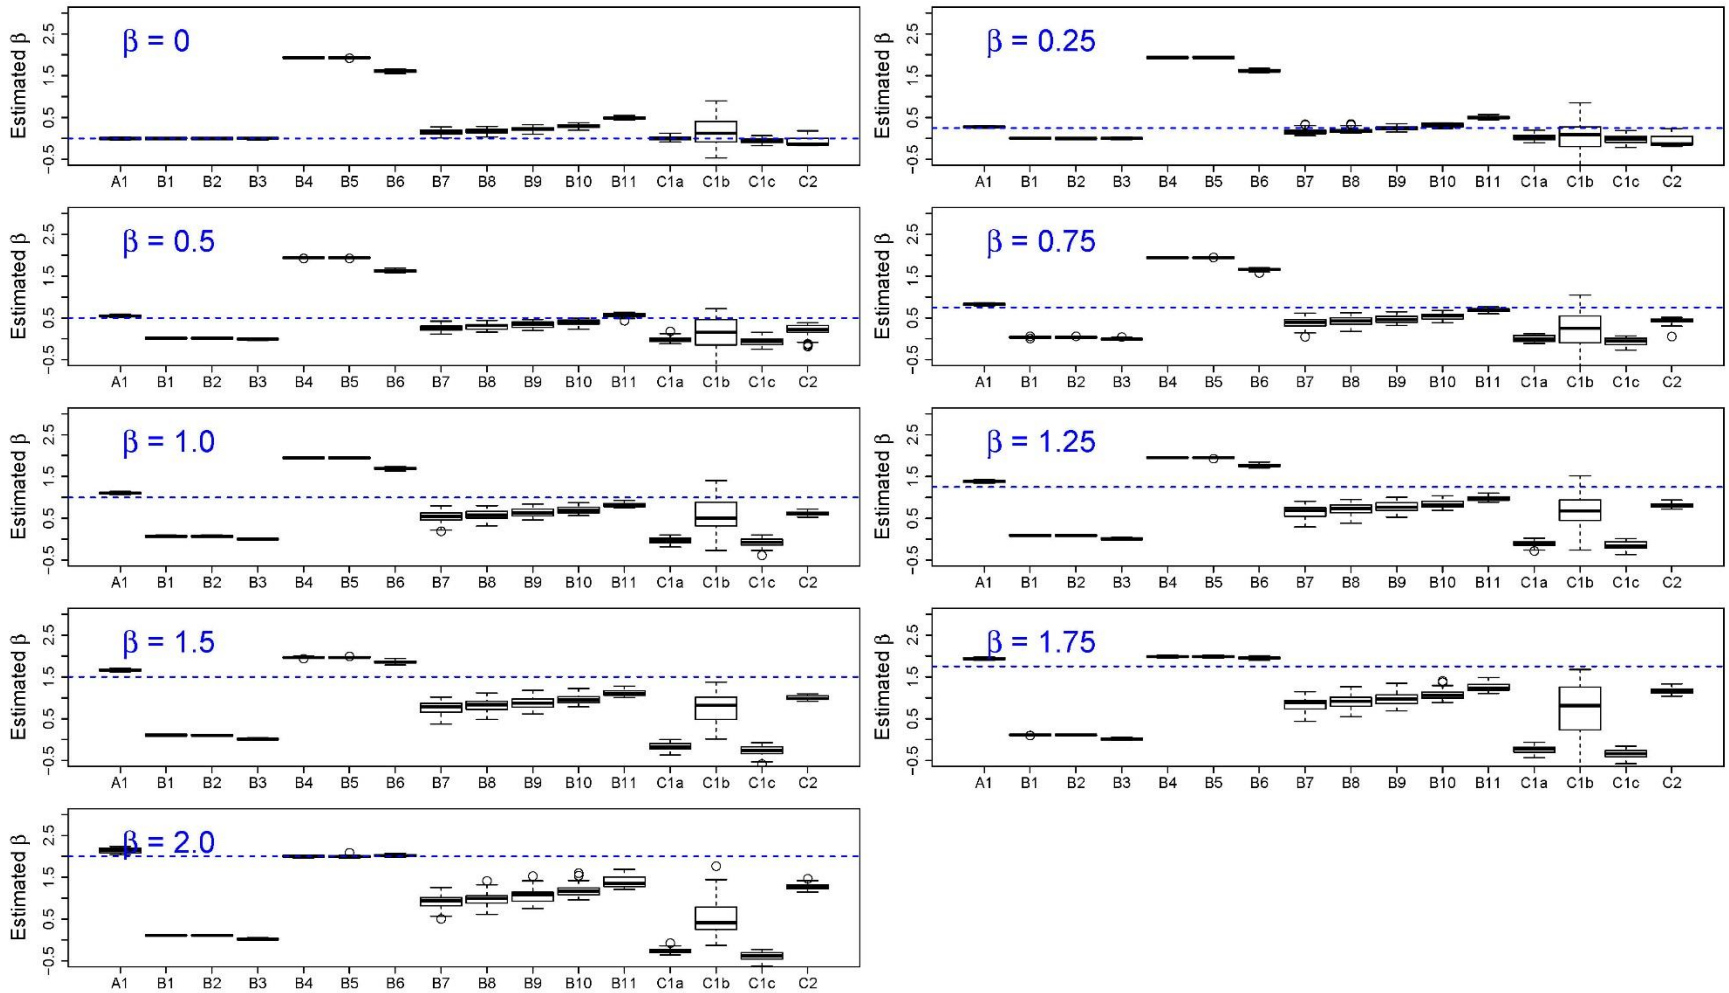 Estimated β
2.5
1.5
0.5
−0.5
β = 0
A1 B1 B2 B3 B4 B5 B6 B7 B8 B9 B10 B11 C1a C1b C1c C2
Estimated β
2.5
1.5
0.5
−0.5
β = 0.25
A1 B1 B2 B3 B4 B5 B6 B7 B8 B9 B10 B11 C1a C1b C1c C2
Estimated β
2.5
1.5
0.5
−0.5
β = 0.5
A1 B1 B2 B3 B4 B5 B6 B7 B8 B9 B10 B11 C1a C1b C1c C2
Estimated β
2.5
1.5
0.5
−0.5
β = 0.75
A1 B1 B2 B3 B4 B5 B6 B7 B8 B9 B10 B11 C1a C1b C1c C2
Estimated β
2.5
1.5
0.5
−0.5
β = 1.0
A1 B1 B2 B3 B4 B5 B6 B7 B8 B9 B10 B11 C1a C1b C1c C2
Estimated β
2.5
1.5
0.5
−0.5
β = 1.25
A1 B1 B2 B3 B4 B5 B6 B7 B8 B9 B10 B11 C1a C1b C1c C2
Estimated β
2.5
1.5
0.5
−0.5
β = 1.5
A1 B1 B2 B3 B4 B5 B6 B7 B8 B9 B10 B11 C1a C1b C1c C2
Estimated β
2.5
1.5
0.5
−0.5
β = 1.75
A1 B1 B2 B3 B4 B5 B6 B7 B8 B9 B10 B11 C1a C1b C1c C2
Estimated β
2.5
1.5
0.5
−0.5
β = 2.0
A1 B1 B2 B3 B4 B5 B6 B7 B8 B9 B10 B11 C1a C1b C1c C2